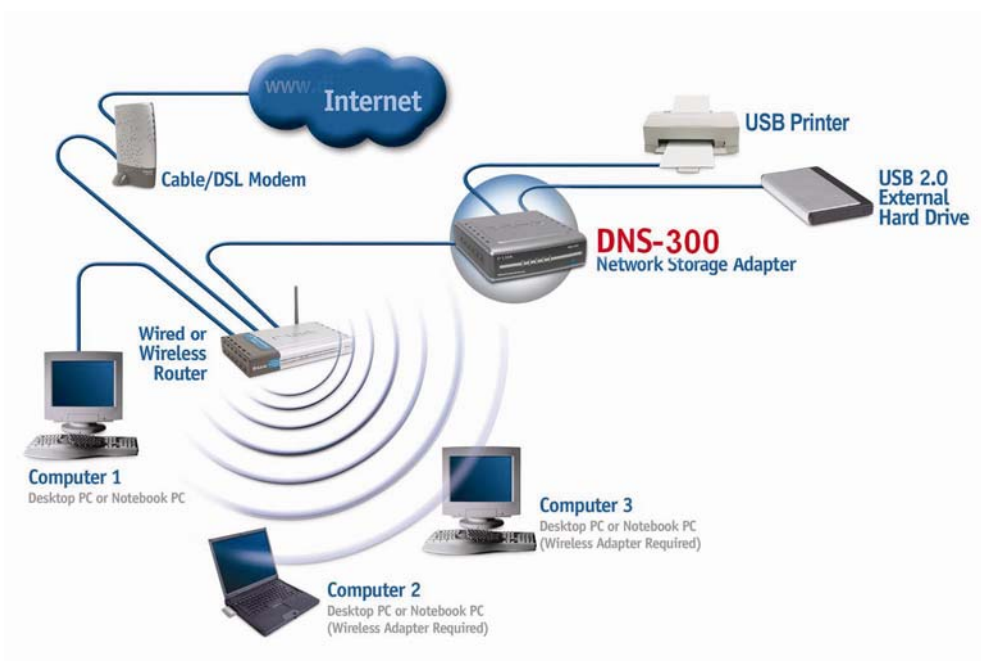 www.
Internet
Cable/DSL Modem
USB Printer
USB 2.0
External
Hard Drive
DNS-300
Network Storage Adapter
Wired or
Wireless
Router
Computer 1
Desktop PC or Notebook PC
Computer 3
Desktop PC or Notebook PC
(Wireless Adapter Required)
Computer 2
Desktop PC or Notebook PC
(Wireless Adapter Required)